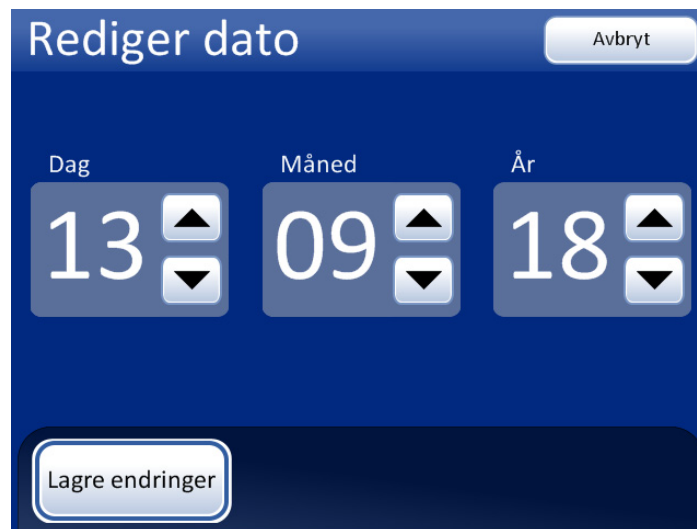 Rediger dato
Avbryt
Dag
Måned
År
13
09
18
Lagre endringer